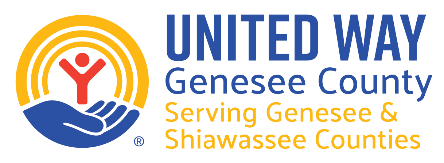 UNITED WAY
Genesee County
Serving Genesee &
Shiawassee Counties
®